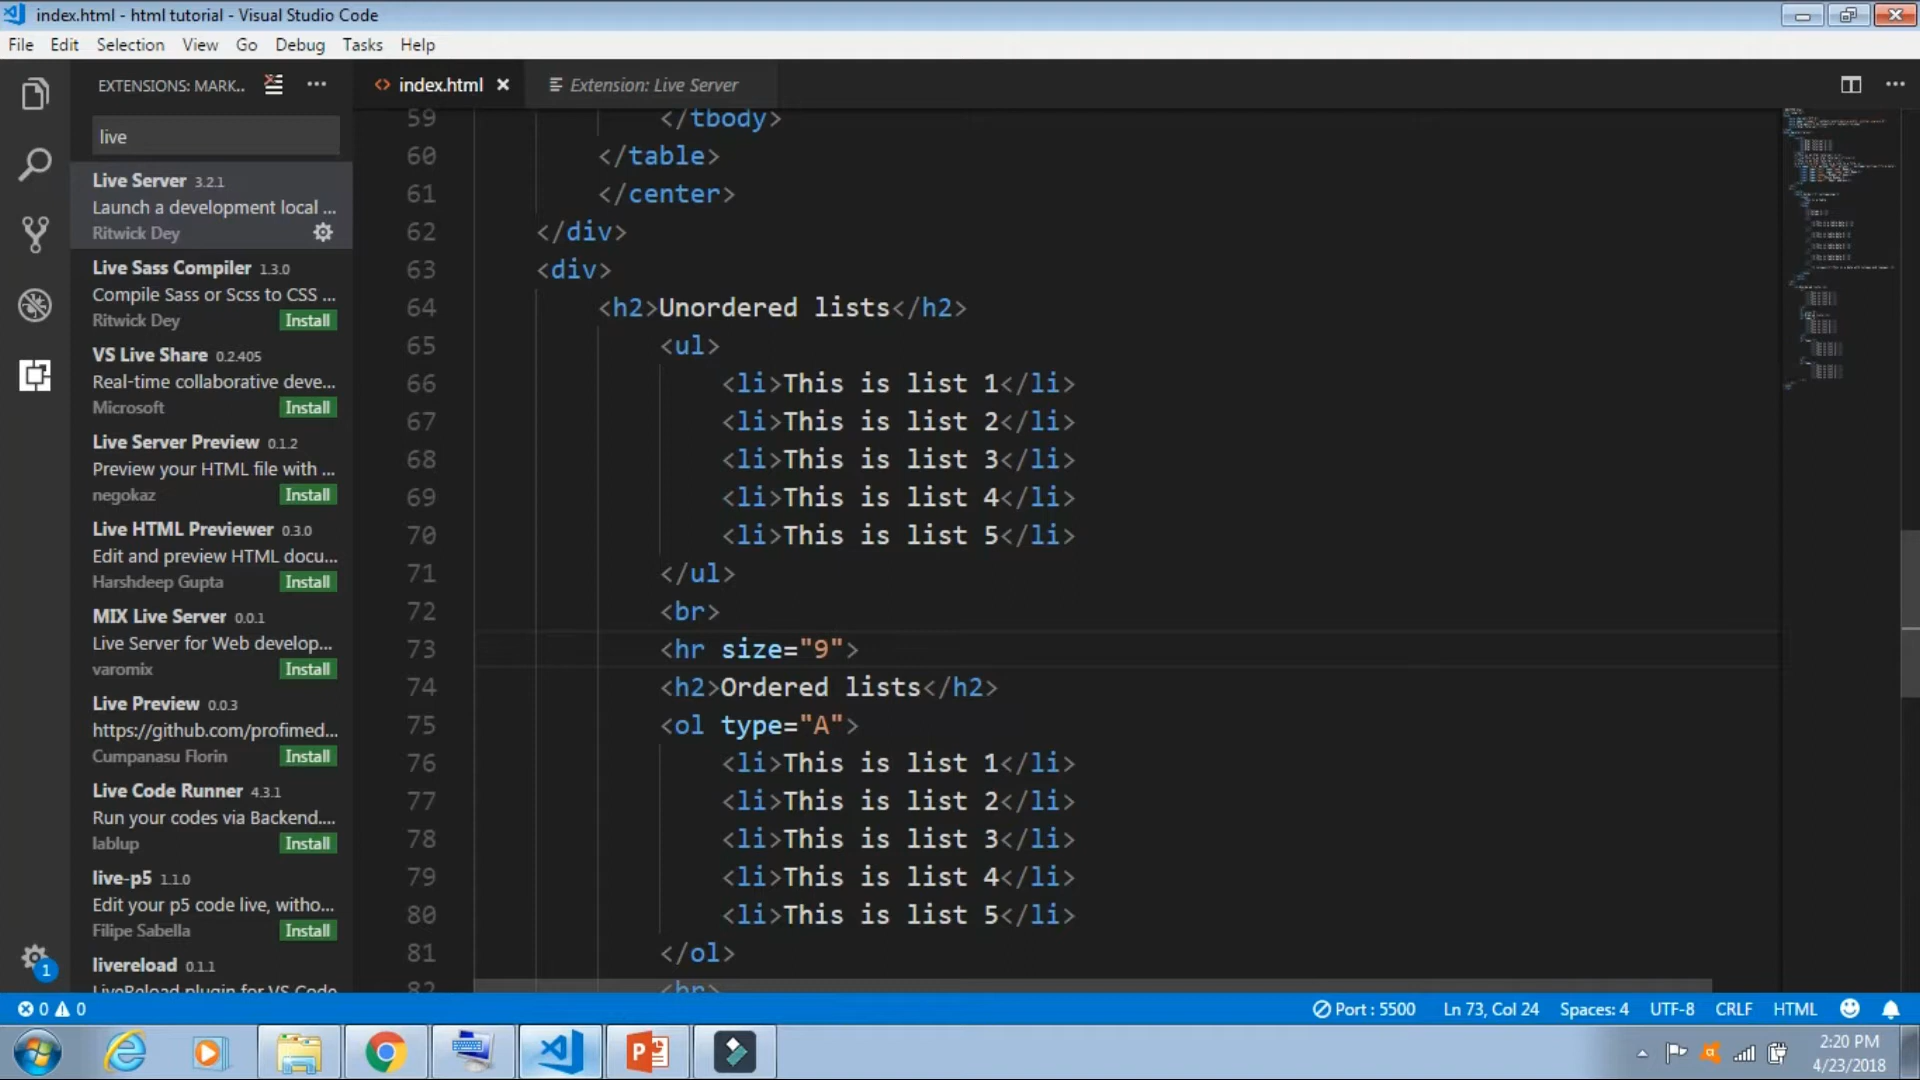 index.html - html tutorial - Visual Studio Code
File Edit Selection View Go Debug Tasks Help
EXTENSIONS: MARK...
live
Live Server 3.2.1
Launch a development local ...
Ritwick Dey
Live Sass Compiler 1.3.0
Compile Sass or Scss to CSS ...
Ritwick Dey Install
VS Live Share 0.2.405
Real-time collaborative deve...
Microsoft Install
Live Server Preview 0.1.2
Preview your HTML file with ...
negokaz Install
Live HTML Previewer 0.3.0
Edit and preview HTML docu...
Harshdeep Gupta Install
MIX Live Server 0.0.1
Live Server for Web develop...
varomix Install
Live Preview 0.0.3
https://github.com/profimed...
Cumpanasu Florin Install
Live Code Runner 4.3.1
Run your codes via Backend....
lablup Install
live-p5 1.1.0
Edit your p5 code live, witho...
Filipe Sabella Install
livereload 0.1.1
LiveReload plugin for VS Code
1
index.html Extension: Live Server
59 </tbody>
60 </table>
61 </center>
62 </div>
63 <div>
64 <h2>Unordered lists</h2>
65 <ul>
66 <li>This is list 1</li>
67 <li>This is list 2</li>
68 <li>This is list 3</li>
69 <li>This is list 4</li>
70 <li>This is list 5</li>
71 </ul>
72 <br>
73 <hr size="9">
74 <h2>Ordered lists</h2>
75 <ol type="A">
76 <li>This is list 1</li>
77 <li>This is list 2</li>
78 <li>This is list 3</li>
79 <li>This is list 4</li>
80 <li>This is list 5</li>
81 </ol>
82 <br>
0 0 Port : 5500 Ln 73, Col 24 Spaces: 4 UTF-8 CRLF HTML
2:20 PM
4/23/2018